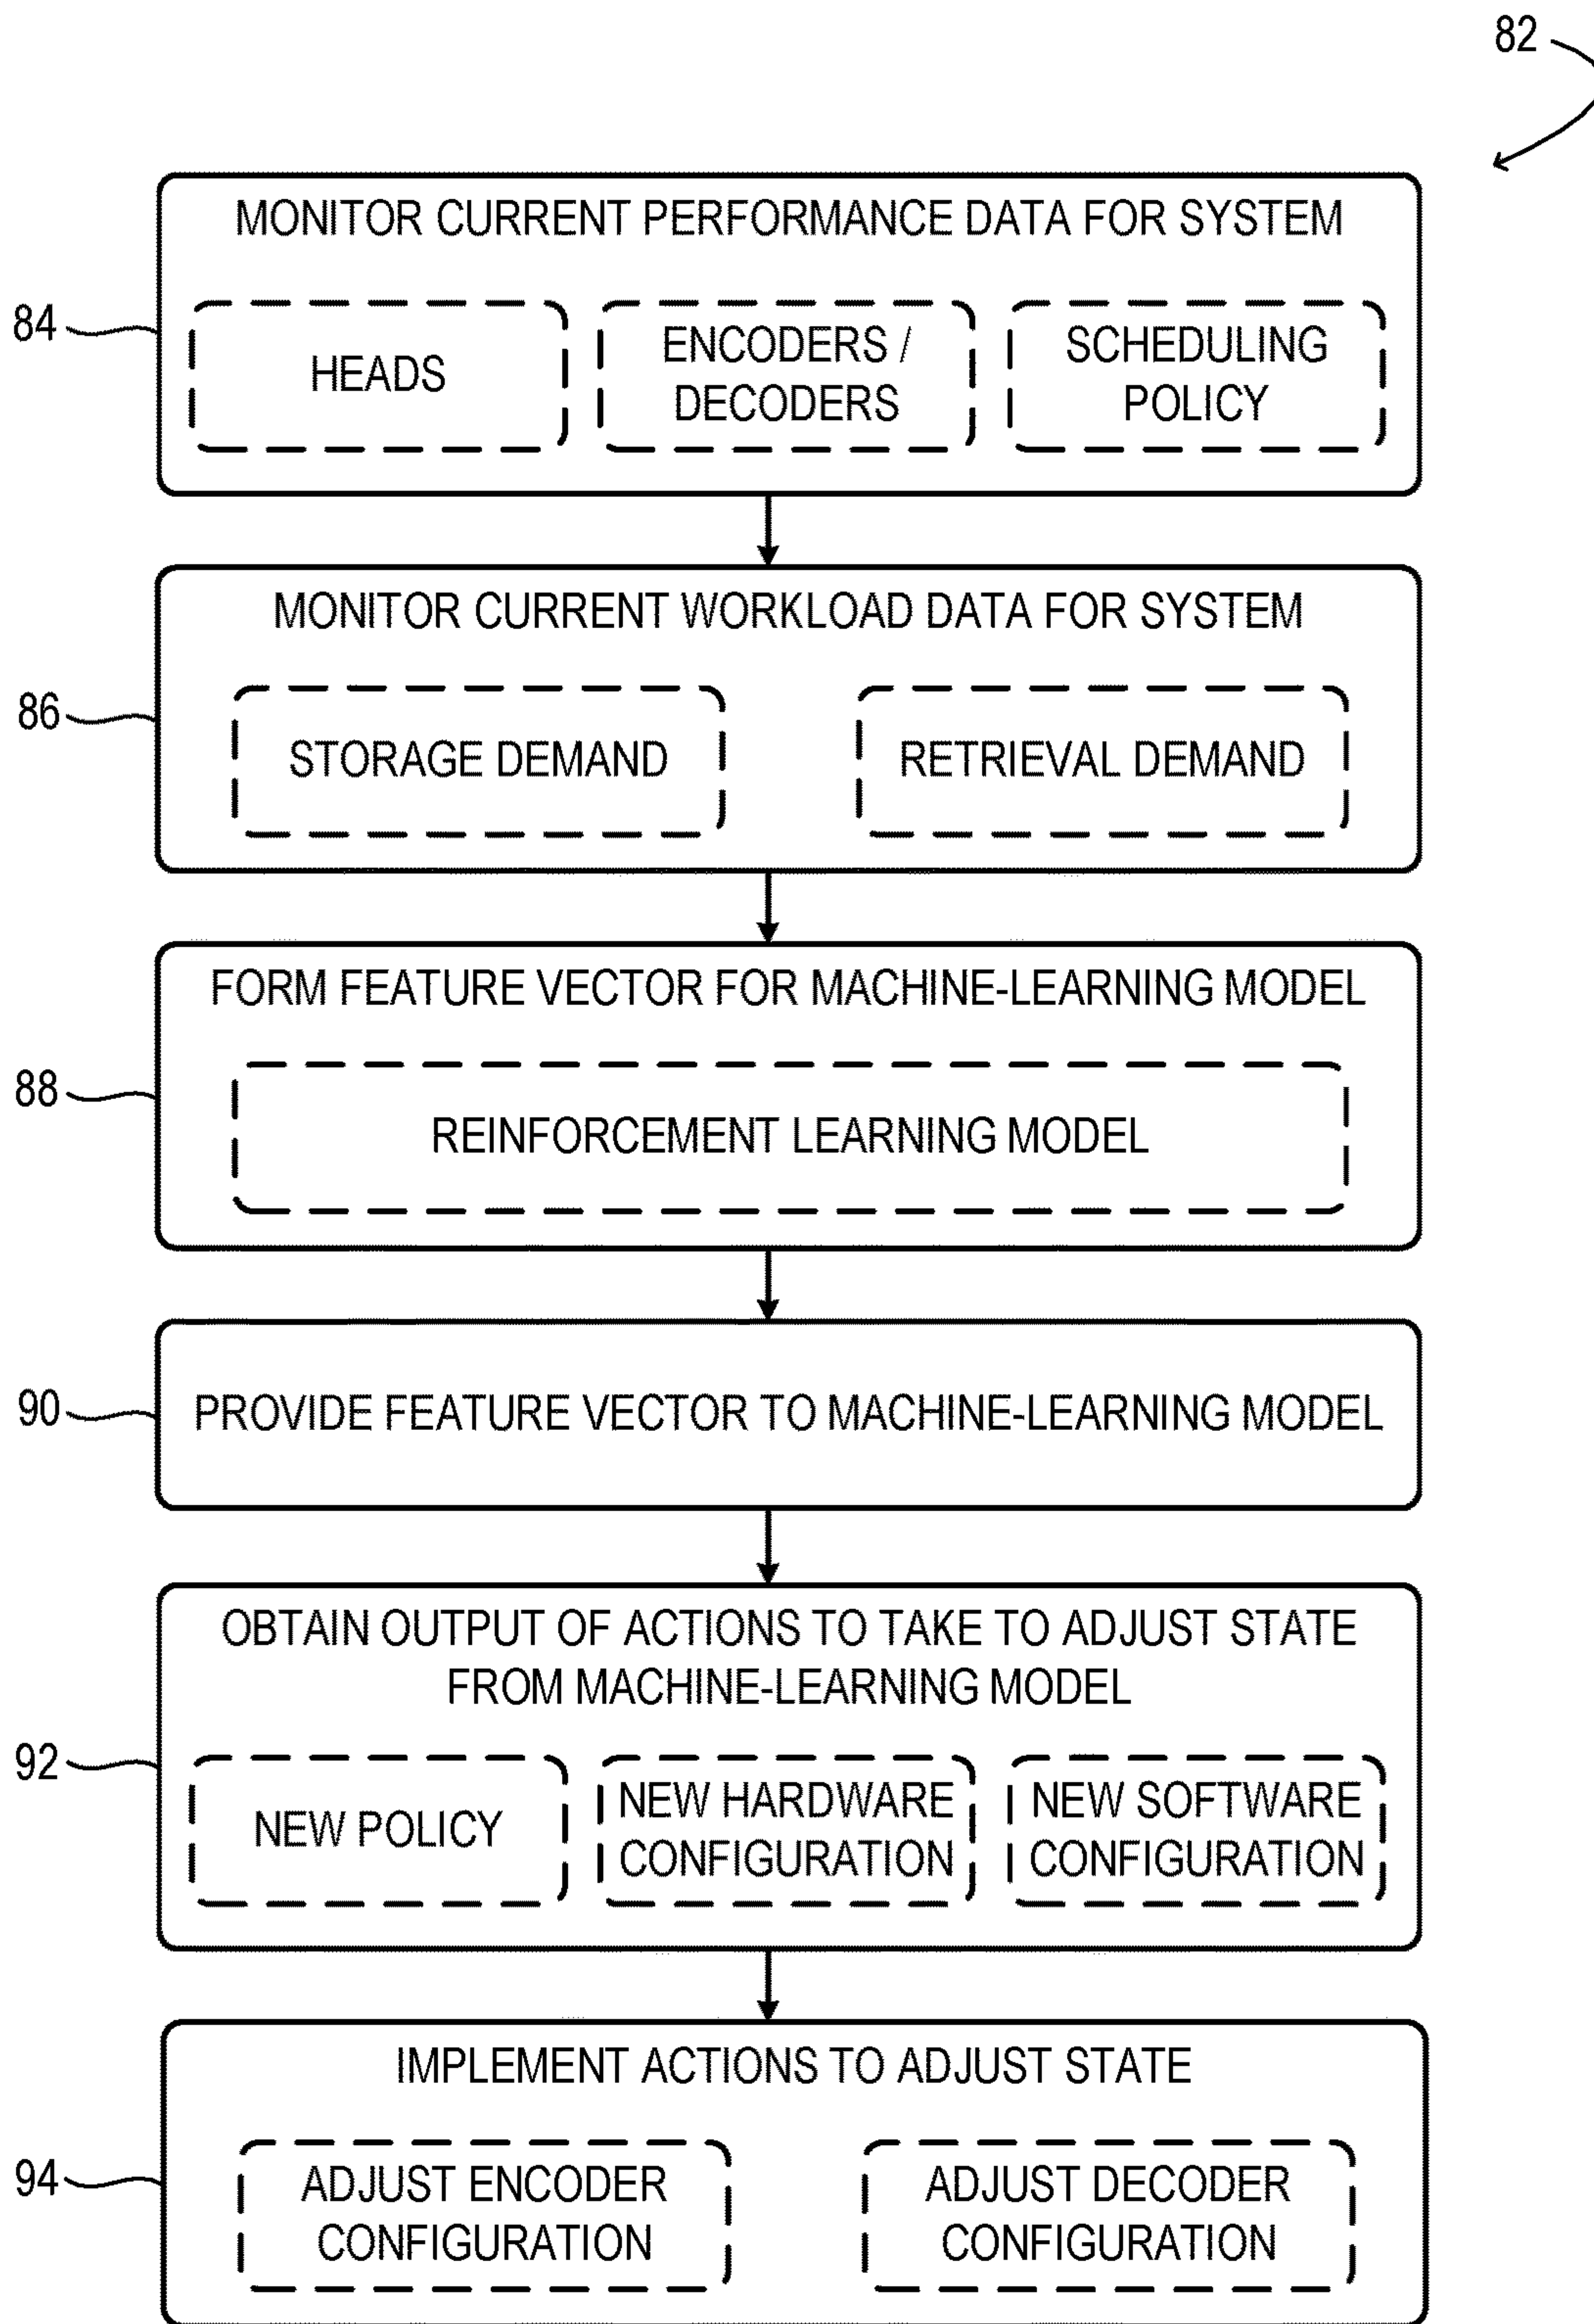 82
MONITOR CURRENT PERFORMANCE DATA FOR SYSTEM
84
HEADS
ENCODERS /
DECODERS
SCHEDULING
POLICY
MONITOR CURRENT WORKLOAD DATA FOR SYSTEM
86
STORAGE DEMAND
RETRIEVAL DEMAND
FORM FEATURE VECTOR FOR MACHINE-LEARNING MODEL
88
REINFORCEMENT LEARNING MODEL
90
PROVIDE FEATURE VECTOR TO MACHINE-LEARNING MODEL
OBTAIN OUTPUT OF ACTIONS TO TAKE TO ADJUST STATE
FROM MACHINE-LEARNING MODEL
92
NEW POLICY
NEW HARDWARE
CONFIGURATION
NEW SOFTWARE
CONFIGURATION
IMPLEMENT ACTIONS TO ADJUST STATE
94
ADJUST ENCODER
CONFIGURATION
ADJUST DECODER
CONFIGURATION